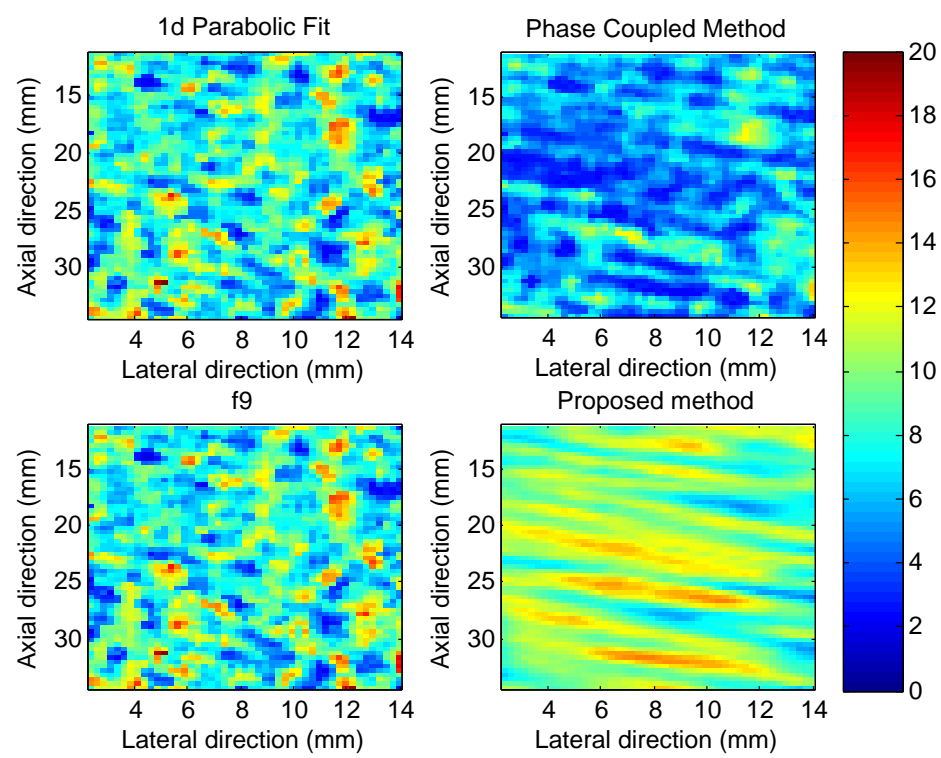 1d Parabolic Fit
Axial direction (mm)
15
20
25
30
4 6 8 10 12 14
Lateral direction (mm)
Phase Coupled Method
Axial direction (mm)
15
20
25
30
4 6 8 10 12 14
Lateral direction (mm)
f9
Axial direction (mm)
15
20
25
30
4 6 8 10 12 14
Lateral direction (mm)
Proposed method
Axial direction (mm)
15
20
25
30
4 6 8 10 12 14
Lateral direction (mm)
20
18
16
14
12
10
8
6
4
2
0